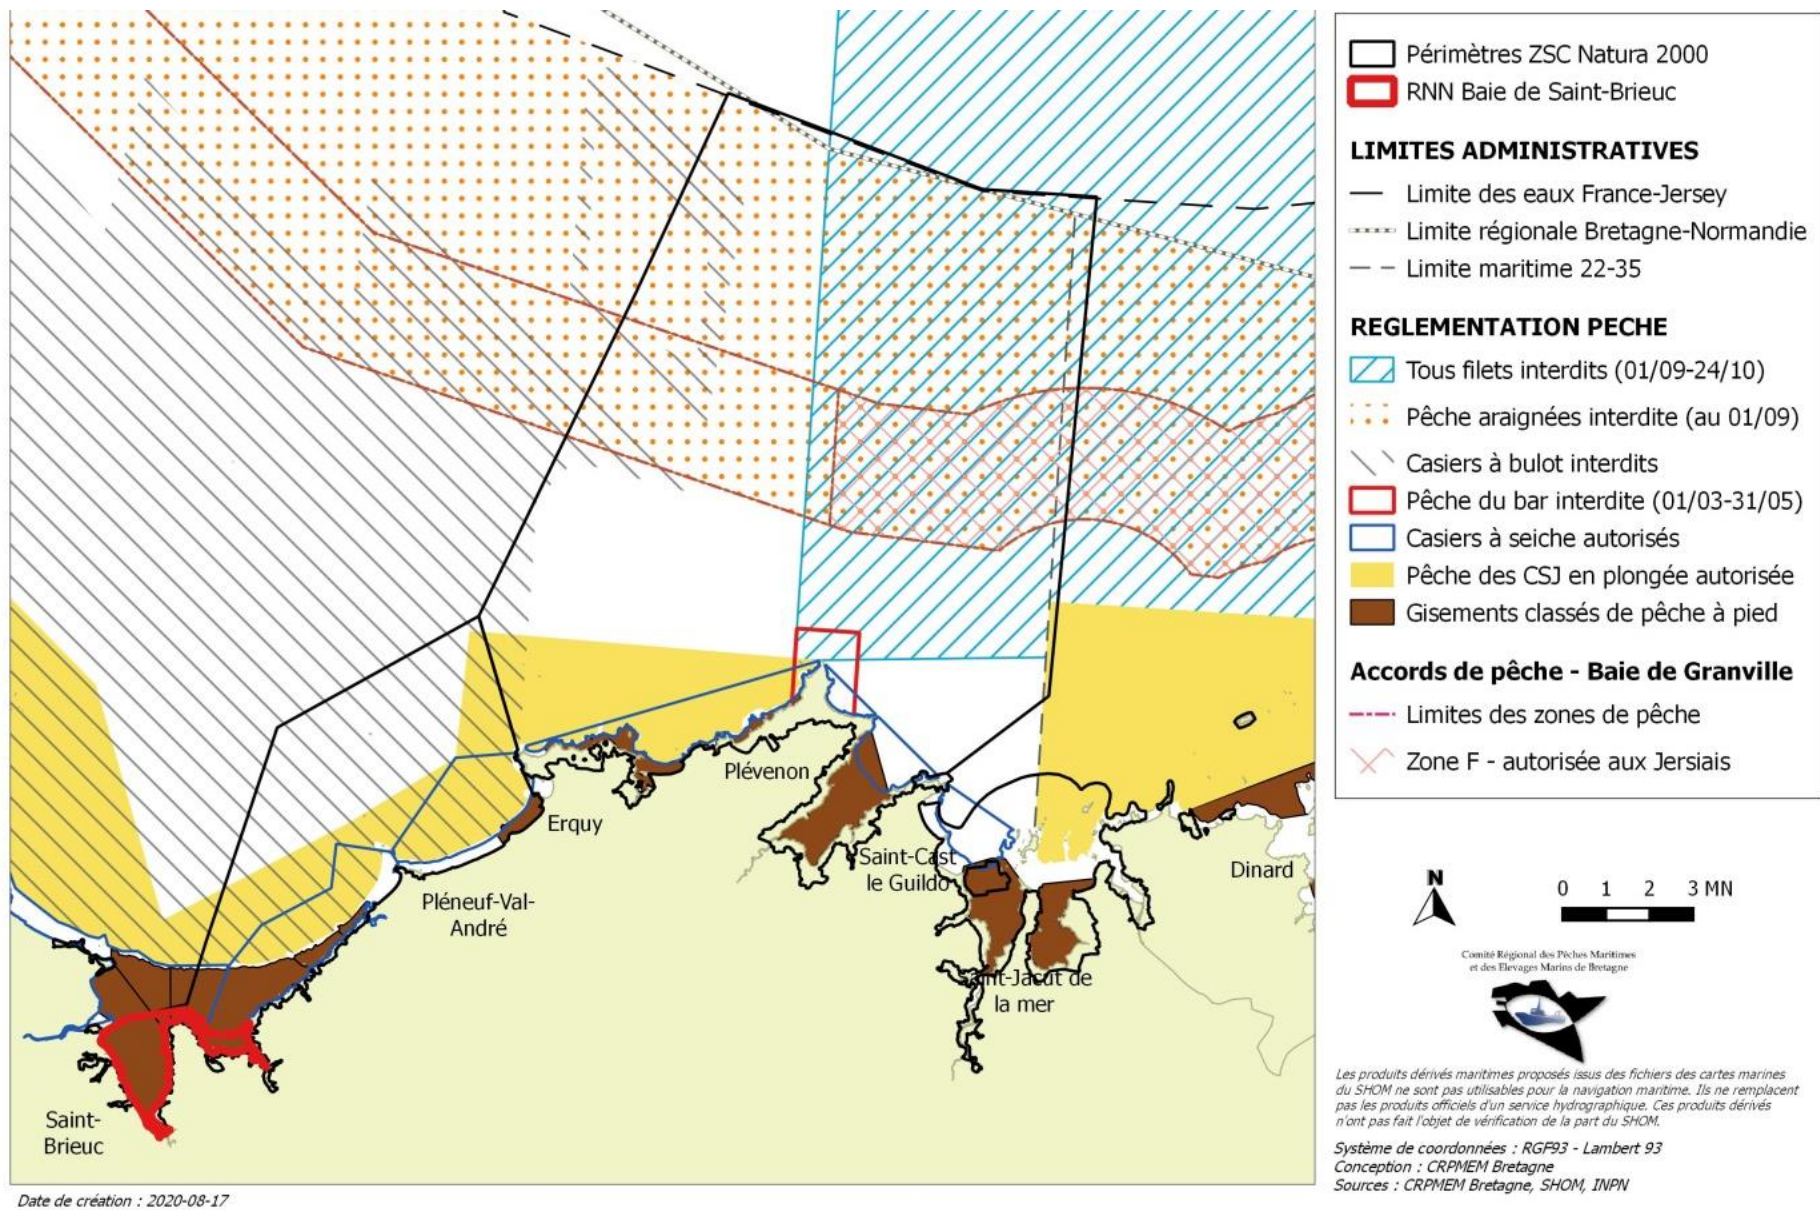 Périmètres ZSC Natura 2000
RNN Baie de Saint-Brieuc
LIMITES ADMINISTRATIVES
Limite des eaux France-Jersey
Limite régionale Bretagne-Normandie
Limite maritime 22-35
REGLEMENTATION PECHE
Tous filets interdits (01/09-24/10)
Pêche araignées interdite (au 01/09)
Casiers à bulot interdits
Pêche du bar interdite (01/03-31/05)
Casiers à seiche autorisés
Pêche des CSJ en plongée autorisée
Gisements classés de pêche à pied
Accords de pêche - Baie de Granville
Limites des zones de pêche
Zone F - autorisée aux Jersiais
Plévenon
Erquy
Saint-Cast
le Guildo
Dinard
Pléneuf-Val-
André
Saint-Jacut de
la mer
Saint-
Brieuc
N
0 1 2 3 MN
Comité Régional des Pêches Maritimes
et des Elevages Marins de Bretagne
Les produits dérivés maritimes proposés issus des fichiers des cartes marines
du SHOM ne sont pas utilisables pour la navigation maritime. Ils ne remplacent
pas les produits officiels d'un service hydrographique. Ces produits dérivés
n'ont pas fait l'objet de vérification de la part du SHOM.
Système de coordonnées : RGF93 - Lambert 93
Conception : CRPMEM Bretagne
Sources : CRPMEM Bretagne, SHOM, INPN
Date de création : 2020-08-17